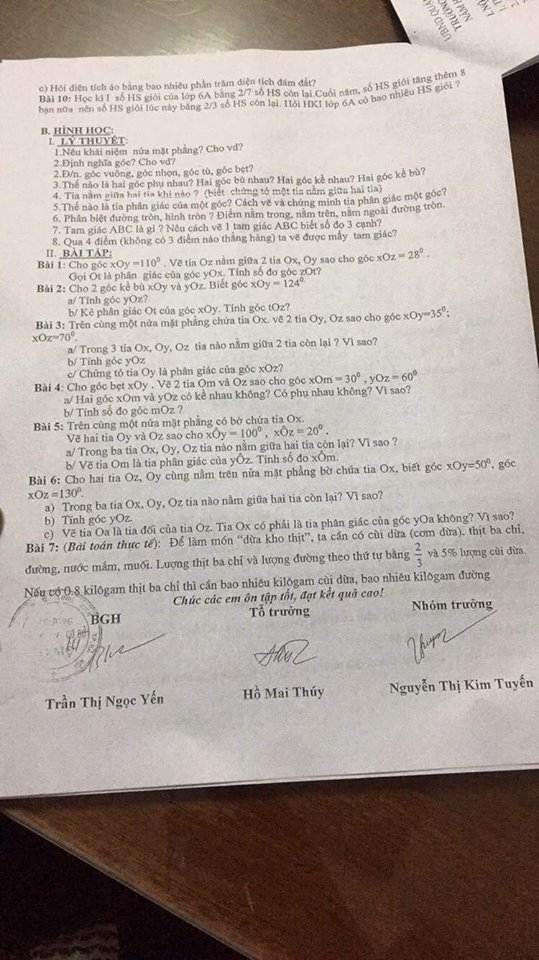 UBND QUẬ
TRƯỜNG
NĂM H
c) Hỏi diện tích ao bằng bao nhiêu phần trăm diện tích đám đất?
Bài 10: Học kì I số HS giỏi của lớp 6A bằng 2/7 số HS còn lại.Cuối năm, số HS giỏi tăng thêm 8
bạn nữa nên số HS giỏi lúc này bằng 2/3 số HS còn lại. Hỏi HKI lớp 6A có bao nhiêu HS giỏi ?
B. HÌNH HỌC:
I. LÝ THUYẾT:
1.Nêu khái niệm nửa mặt phẳng? Cho vd?
2.Định nghĩa góc? Cho vd?
2.Đ/n. góc vuông, góc nhọn, góc tù, góc bẹt?
3.Thế nào là hai góc phụ nhau? Hai góc bù nhau? Hai góc kề nhau? Hai góc kề bù?
4. Tia nằm giữa hai tia khi nào ? (biết chứng tỏ một tia nằm giữa hai tia)
5.Thế nào là tia phân giác của một góc? Cách vẽ và chứng minh tia phân giác một góc?
6. Phân biệt đường tròn, hình tròn ? Điểm nằm trong, nằm trên, nằm ngoài đường tròn.
7. Tam giác ABC là gì ? Nêu cách vẽ 1 tam giác ABC biết số đo 3 cạnh?
8. Qua 4 điểm (không có 3 điểm nào thẳng hàng) ta vẽ được mấy tam giác?
II. BÀI TẬP:
Bài 1: Cho góc xOy =110⁰ . Vẽ tia Oz nằm giữa 2 tia Ox, Oy sao cho góc xOz = 28⁰ .
Gọi Ot là phân giác của góc yOz. Tính số đo góc zOt?
Bài 2: Cho 2 góc kề bù xOy và yOz. Biết góc xOy = 124⁰
a/ Tính góc yOz?
b/ Kẻ phân giác Ot của góc xOy. Tính góc tOz?
Bài 3: Trên cùng một nửa mặt phẳng chứa tia Ox. vẽ 2 tia Oy, Oz sao cho góc xOy=35⁰;
xOz=70⁰.
a/ Trong 3 tia Ox, Oy, Oz tia nào nằm giữa 2 tia còn lại ? Vì sao?
b/ Tính góc yOz
c/ Chứng tỏ tia Oy là phân giác của góc xOz?
Bài 4: Cho góc bẹt xOy . Vẽ 2 tia Om và Oz sao cho góc xOm = 30⁰ , yOz = 60⁰
a/ Hai góc xOm và yOz có kề nhau không? Có phụ nhau không? Vì sao?
b/ Tính số đo góc mOz ?
Bài 5: Trên cùng một nửa mặt phẳng có bờ chứa tia Ox.
Vẽ hai tia Oy và Oz sao cho xÔy = 100⁰ , xÔz = 20⁰ .
a/ Trong ba tia Ox, Oy, Oz tia nào nằm giữa hai tia còn lại? Vì sao ?
b/ Vẽ tia Om là tia phân giác của yÔz. Tính số đo xÔm.
Bài 6: Cho hai tia Oz, Oy cùng nằm trên nửa mặt phẳng bờ chứa tia Ox, biết góc xOy=50⁰, góc
xOz =130⁰.
a) Trong ba tia Ox, Oy, Oz tia nào nằm giữa hai tia còn lại? Vì sao?
b) Tính góc yOz.
c) Vẽ tia Oa là tia đối của tia Oz. Tia Ox có phải là tia phân giác của góc yOa không? Vì sao?
Bài 7: (Bài toán thực tế): Để làm món “dừa kho thịt”, ta cần có cùi dừa (cơm dừa), thịt ba chỉ,
đường, nước mắm, muối. Lượng thịt ba chỉ và lượng đường theo thứ tự bằng 2/3 và 5% lượng cùi dừa.
Nếu có 0.8 kilôgam thịt ba chỉ thì cần bao nhiêu kilôgam cùi dừa, bao nhiêu kilôgam đường
Chúc các em ôn tập tốt, đạt kết quả cao!
BGH Tổ trưởng Nhóm trưởng
Trần Thị Ngọc Yến Hồ Mai Thúy Nguyễn Thị Kim Tuyến